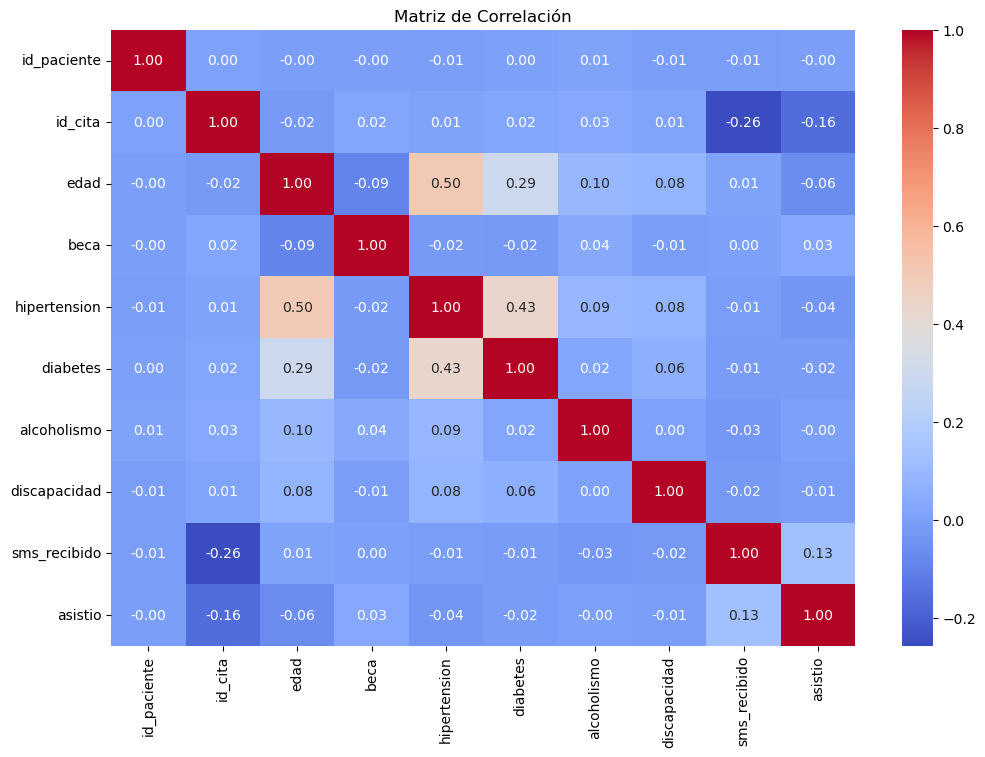 Matriz de Correlación
id_paciente 1.00 0.00 -0.00 -0.00 -0.01 0.00 0.01 -0.01 -0.01 -0.00
id_cita 0.00 1.00 -0.02 0.02 0.01 0.02 0.03 0.01 -0.26 -0.16
edad -0.00 -0.02 1.00 -0.09 0.50 0.29 0.10 0.08 0.01 -0.06
beca -0.00 0.02 -0.09 1.00 -0.02 -0.02 0.04 -0.01 0.00 0.03
hipertension -0.01 0.01 0.50 -0.02 1.00 0.43 0.09 0.08 -0.01 -0.04
diabetes 0.00 0.02 0.29 -0.02 0.43 1.00 0.02 0.06 -0.01 -0.02
alcoholismo 0.01 0.03 0.10 0.04 0.09 0.02 1.00 0.00 -0.03 -0.00
discapacidad -0.01 0.01 0.08 -0.01 0.08 0.06 0.00 1.00 -0.02 -0.01
sms_recibido -0.01 -0.26 0.01 0.00 -0.01 -0.01 -0.03 -0.02 1.00 0.13
asistio -0.00 -0.16 -0.06 0.03 -0.04 -0.02 -0.00 -0.01 0.13 1.00
id_paciente
id_cita
edad
beca
hipertension
diabetes
alcoholismo
discapacidad
sms_recibido
asistio
1.0
0.8
0.6
0.4
0.2
0.0
−0.2